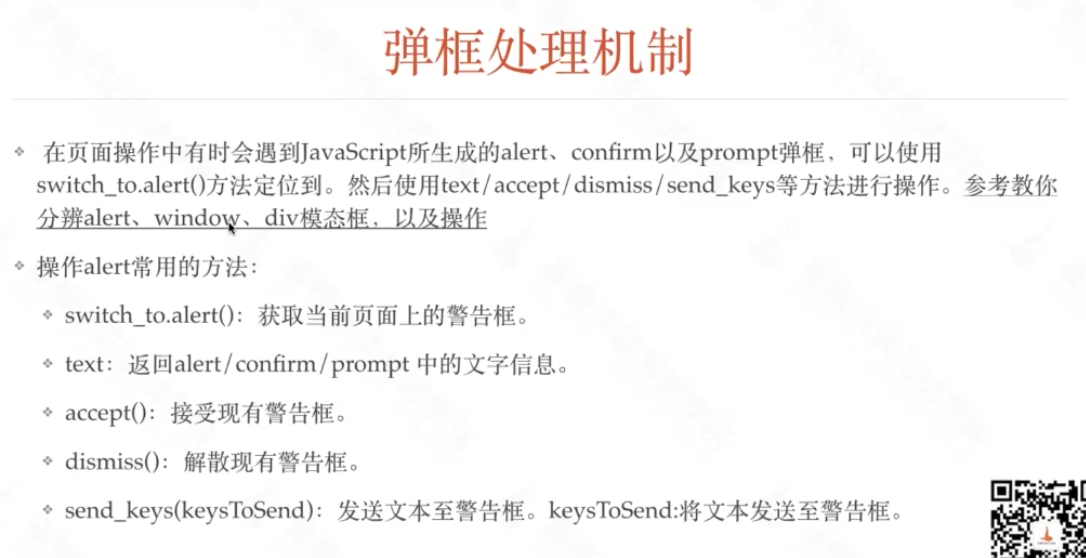 弹框处理机制
在页面操作中有时会遇到JavaScript所生成的alert、confirm以及prompt弹框，可以使用
switch_to.alert()方法定位到。然后使用text/accept/dismiss/send_keys等方法进行操作。参考教你
分辨alert、window、div模态框，以及操作
操作alert常用的方法：
switch_to.alert()：获取当前页面上的警告框。
text：返回alert/confirm/prompt 中的文字信息。
accept()：接受现有警告框。
dismiss()：解散现有警告框。
send_keys(keysToSend)：发送文本至警告框。keysToSend:将文本发送至警告框。